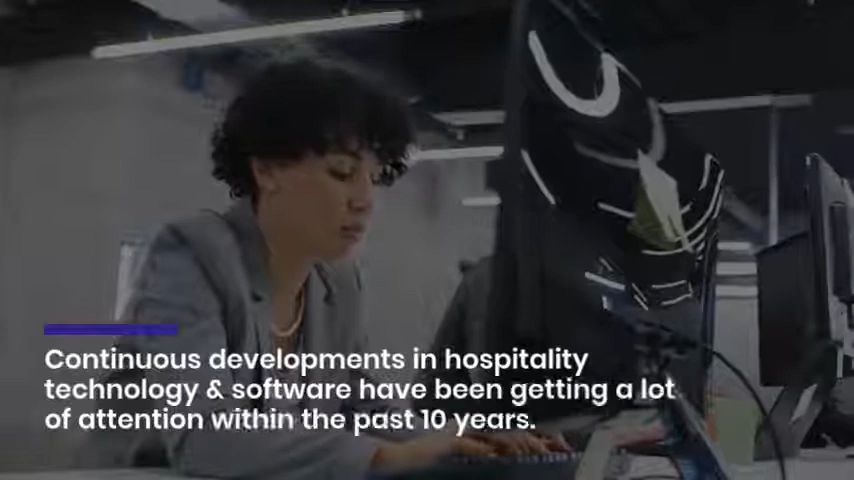 Continuous developments in hospitality
technology & software have been getting a lot
of attention within the past 10 years.